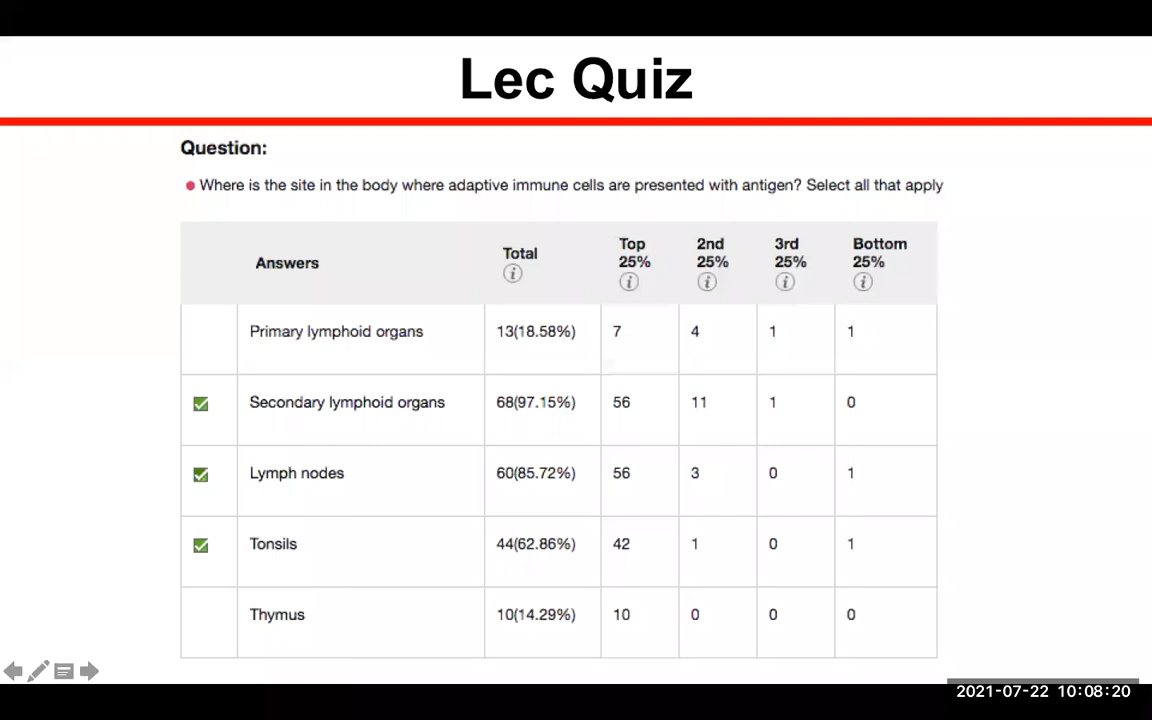 Lec Quiz
Question:
Where is the site in the body where adaptive immune cells are presented with antigen? Select all that apply
Answers Total Top 25% 2nd 25% 3rd 25% Bottom 25%
Primary lymphoid organs 13(18.58%) 7 4 1 1
Secondary lymphoid organs 68(97.15%) 56 11 1 0
Lymph nodes 60(85.72%) 56 3 0 1
Tonsils 44(62.86%) 42 1 0 1
Thymus 10(14.29%) 10 0 0 0
2021-07-22 10:08:20